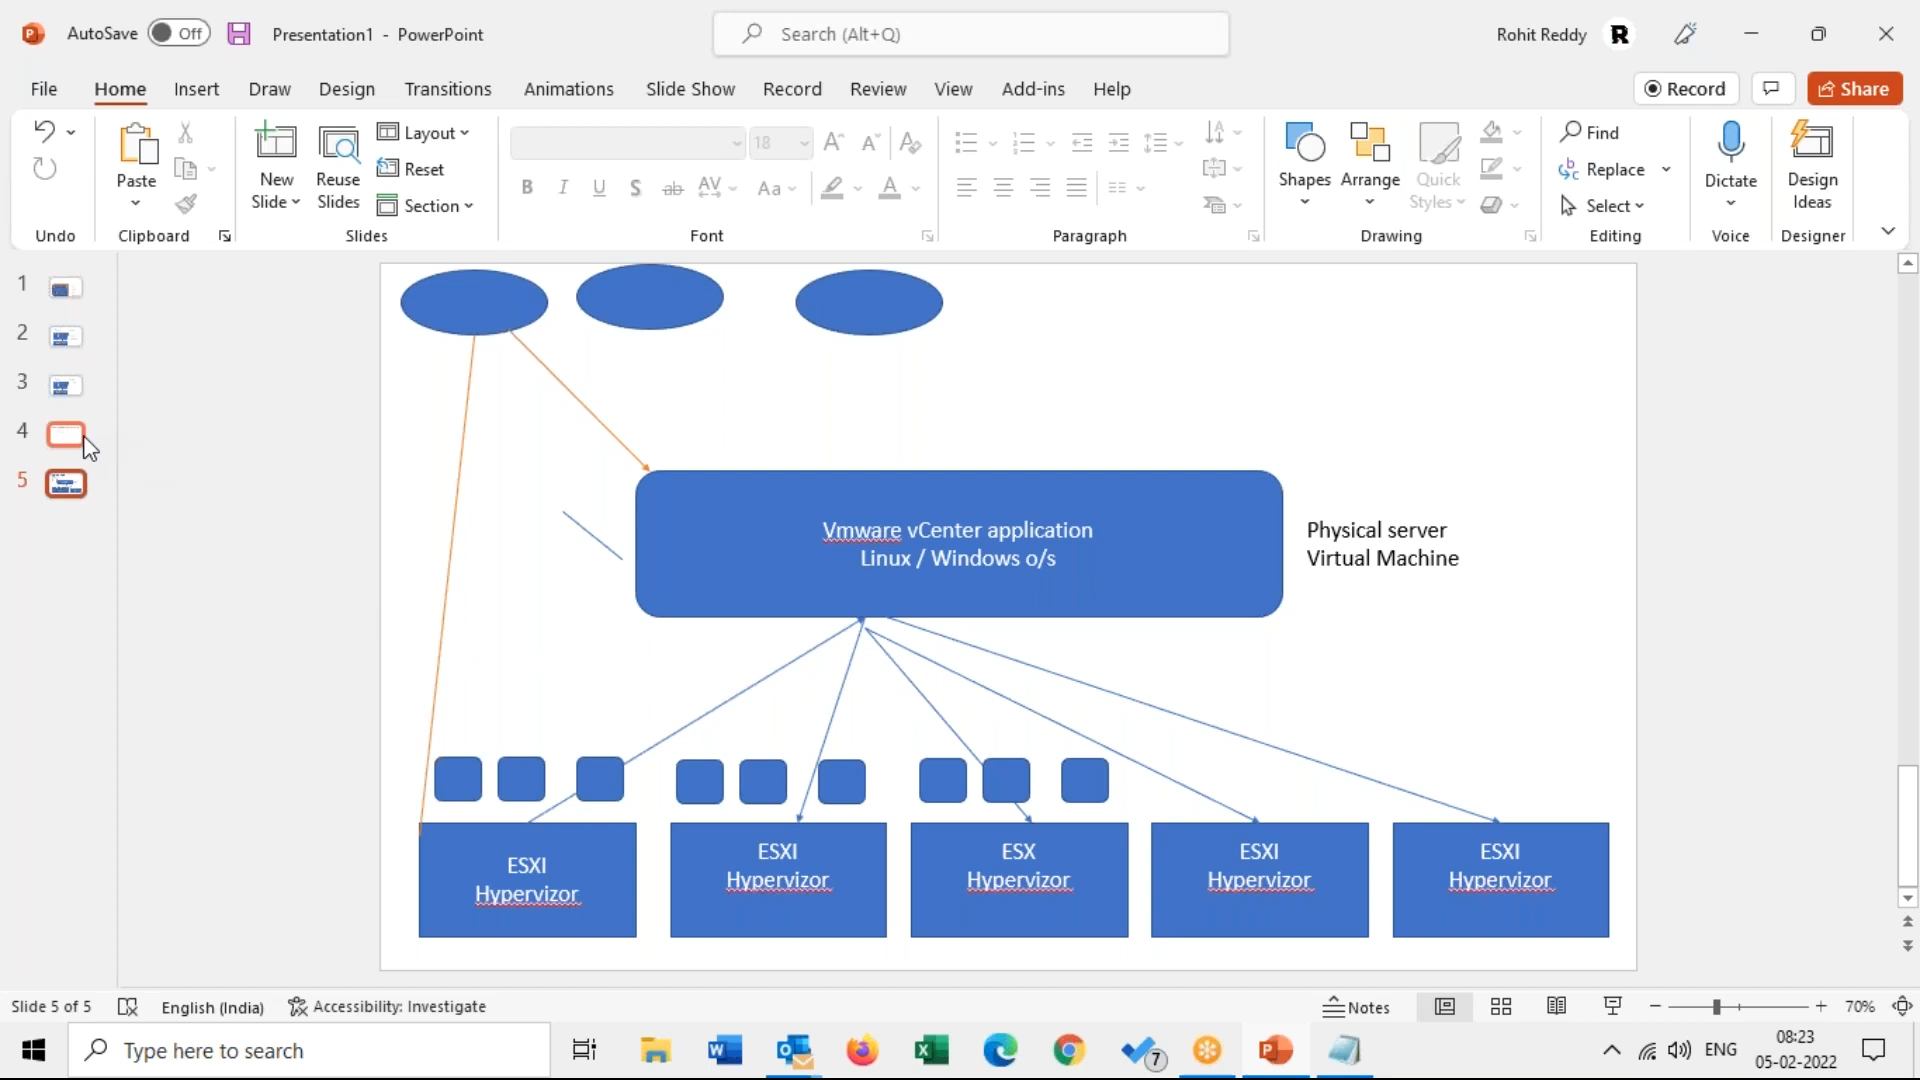 AutoSave Off Presentation1 - PowerPoint Search (Alt+Q) Rohit Reddy
File Home Insert Draw Design Transitions Animations Slide Show Record Review View Add-ins Help Record Share
Undo
Paste
Clipboard
New
Slide
Reuse
Slides
Layout
Reset
Section
Slides
18
B I U S ab AV Aa A
Font
Paragraph
Shapes
Arrange
Quick
Styles
Drawing
Find
Replace
Select
Editing
Dictate
Voice
Design
Ideas
Designer
1
2
3
4
5
Vmware vCenter application
Linux / Windows o/s
Physical server
Virtual Machine
ESXI
Hypervizor
ESXI
Hypervizor
ESX
Hypervizor
ESXI
Hypervizor
ESXI
Hypervizor
Slide 5 of 5 English (India) Accessibility: Investigate Notes 70%
Type here to search 7 ENG 08:23
05-02-2022